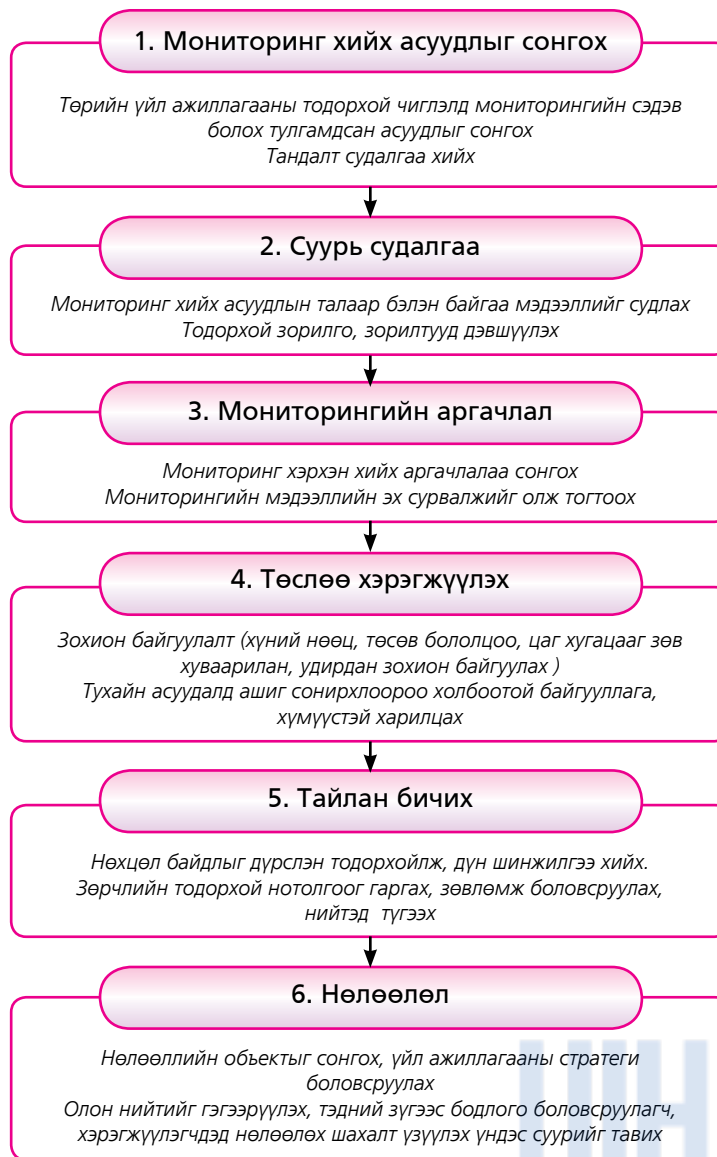 1. Мониторинг хийх асуудлыг сонгох
Төрийн үйл ажиллагааны тодорхой чиглэлд мониторингийн сэдэв
болох тулгамдсан асуудлыг сонгох
Тандалт судалгаа хийх
2. Суурь судалгаа
Мониторинг хийх асуудлын талаар бэлэн байгаа мэдээллийг судлах
Тодорхой зорилго, зорилтууд дэвшүүлэх
3. Мониторингийн аргачлал
Мониторинг хэрхэн хийх аргачлалаа сонгох
Мониторингийн мэдээллийн эх сурвалжийг олж тогтоох
4. Төслөө хэрэгжүүлэх
Зохион байгуулалт (хүний нөөц, төсөв бололцоо, цаг хугацааг зөв
хуваарилан, удирдан зохион байгуулах )
Тухайн асуудалд ашиг сонирхлоороо холбоотой байгууллага,
хүмүүстэй харилцах
5. Тайлан бичих
Нөхцөл байдлыг дүрслэн тодорхойлж, дүн шинжилгээ хийх.
Зөрчлийн тодорхой нотолгоог гаргах, зөвлөмж боловсруулах,
нийтэд түгээх
6. Нөлөөлөл
Нөлөөллийн объектыг сонгох, үйл ажиллагааны стратеги
боловсруулах
Олон нийтийг гэгээрүүлэх, тэдний зүгээс бодлого боловсруулагч,
хэрэгжүүлэгчдэд нөлөөлөх шахалт үзүүлэх үндэс суурийг тавих